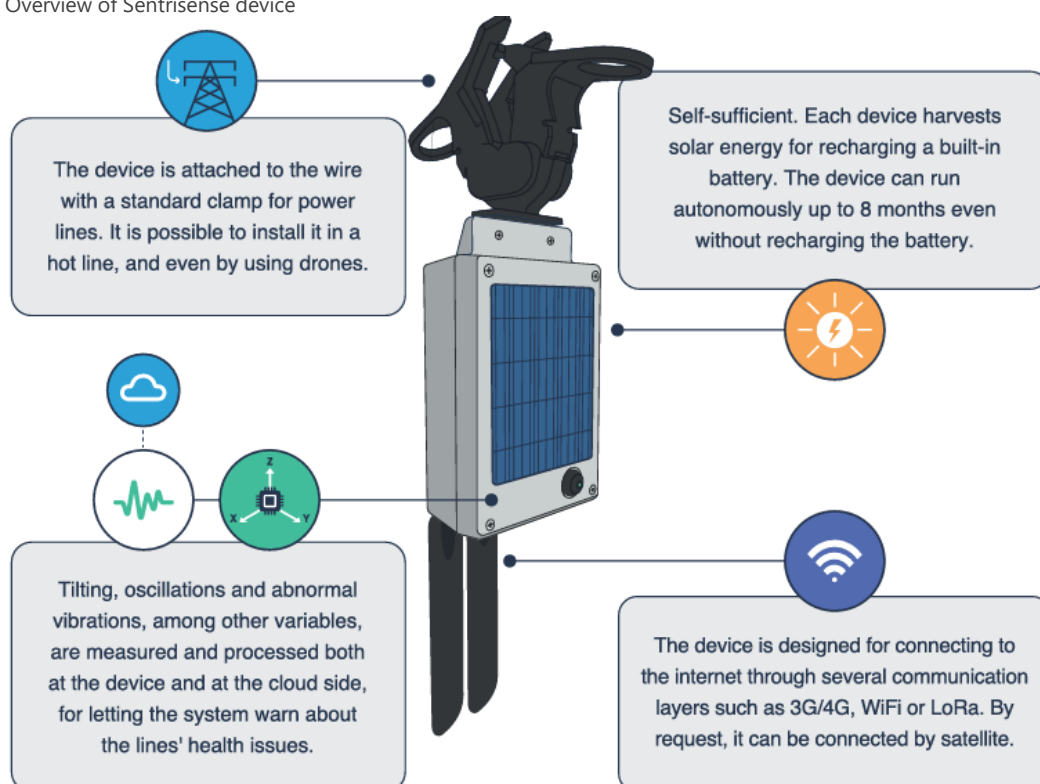 Overview of Sentrisense device
The device is attached to the wire
with a standard clamp for power
lines. It is possible to install it in a
hot line, and even by using drones.
Self-sufficient. Each device harvests
solar energy for recharging a built-in
battery. The device can run
autonomously up to 8 months even
without recharging the battery.
Z
X
Y
Tilting, oscillations and abnormal
vibrations, among other variables,
are measured and processed both
at the device and at the cloud side,
for letting the system warn about
the lines' health issues.
The device is designed for connecting to
the internet through several communication
layers such as 3G/4G, WiFi or LoRa. By
request, it can be connected by satellite.